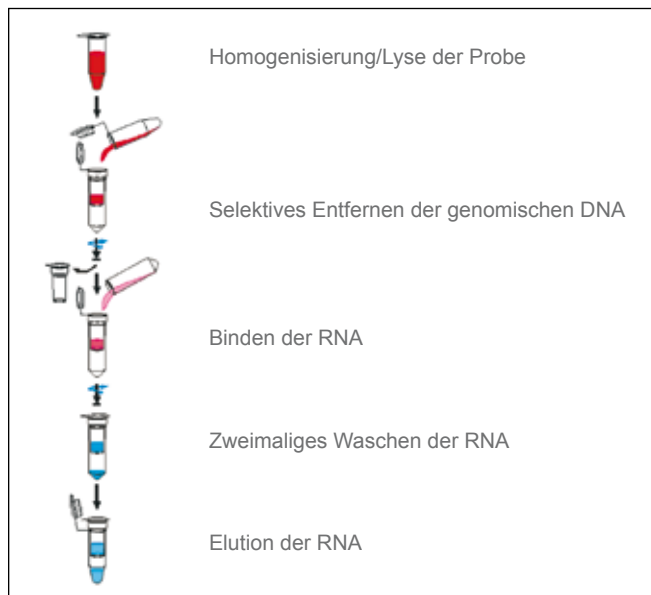 Homogenisierung/Lyse der Probe
Selektives Entfernen der genomischen DNA
Binden der RNA
Zweimaliges Waschen der RNA
Elution der RNA